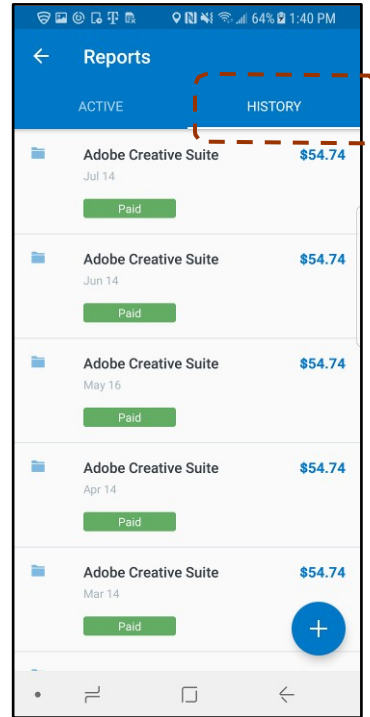 64% 1:40 PM
Reports
ACTIVE HISTORY
Adobe Creative Suite $54.74
Jul 14
Paid
Adobe Creative Suite $54.74
Jun 14
Paid
Adobe Creative Suite $54.74
May 16
Paid
Adobe Creative Suite $54.74
Apr 14
Paid
Adobe Creative Suite $54.74
Mar 14
Paid